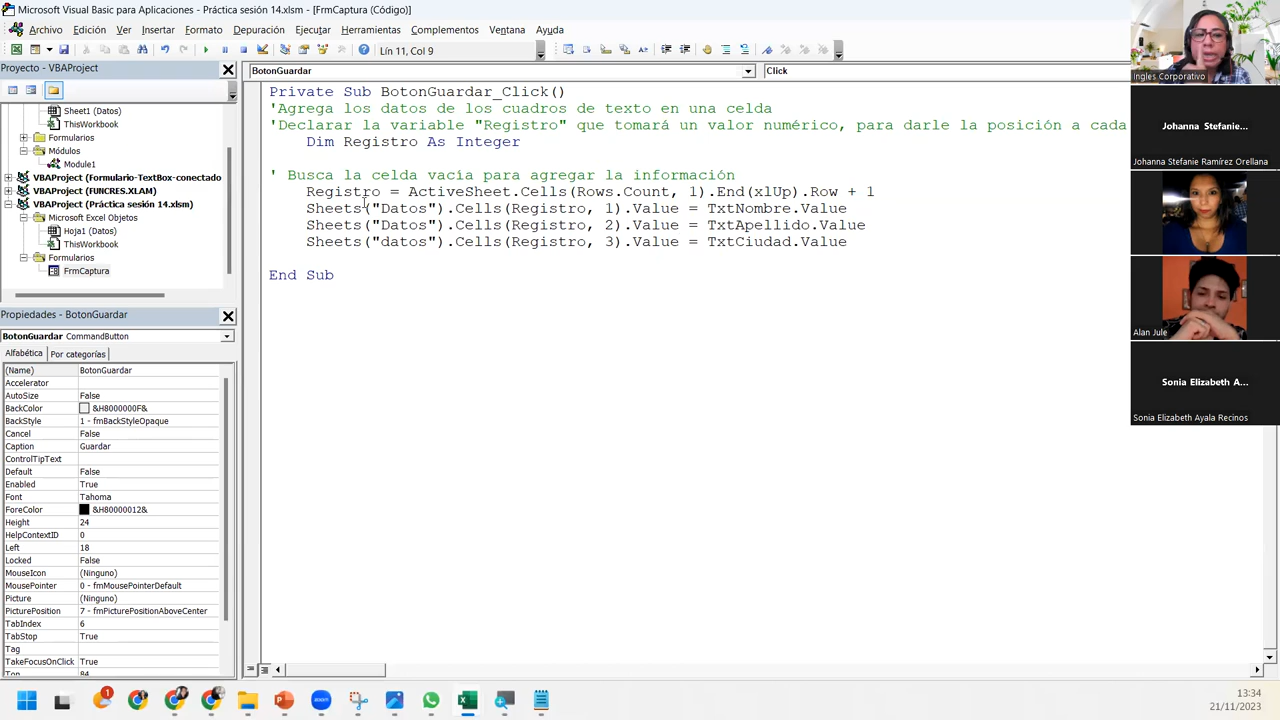 Microsoft Visual Basic para Aplicaciones - Práctica sesión 14.xlsm - [FrmCaptura (Código)]
Archivo Edición Ver Insertar Formato Depuración Ejecutar Herramientas Complementos Ventana Ayuda
Lín 11, Col 9
Proyecto - VBAProject
Sheet1 (Datos)
ThisWorkbook
Formularios
Módulos
Módulo1
VBAProject (Formulario-TextBox-conectado
VBAProject (FUNCRES.XLAM)
VBAProject (Práctica sesión 14.xlsm)
Microsoft Excel Objetos
Hoja1 (Datos)
ThisWorkbook
Formularios
FrmCaptura
Propiedades - BotonGuardar
BotonGuardar CommandButton
Alfabética Por categorías
(Name) BotonGuardar
Accelerator
AutoSize False
BackColor &H8000000F&
BackStyle 1 - fmBackStyleOpaque
Cancel False
Caption Guardar
ControlTipText
Default False
Enabled True
Font Tahoma
ForeColor &H80000012&
Height 24
HelpContextID 0
Left 18
Locked False
MouseIcon (Ninguno)
MousePointer 0 - fmMousePointerDefault
Picture (Ninguno)
PicturePosition 7 - fmPicturePositionAboveCenter
TabIndex 6
TabStop True
Tag
TakeFocusOnClick True
BotonGuardar Click
Private Sub BotonGuardar_Click()
'Agrega los datos de los cuadros de texto en una celda
'Declarar la variable "Registro" que tomará un valor numérico, para darle la posición a cada
Dim Registro As Integer
' Busca la celda vacía para agregar la información
Registro = ActiveSheet.Cells(Rows.Count, 1).End(xlUp).Row + 1
Sheets("Datos").Cells(Registro, 1).Value = TxtNombre.Value
Sheets("Datos").Cells(Registro, 2).Value = TxtApellido.Value
Sheets("datos").Cells(Registro, 3).Value = TxtCiudad.Value
End Sub
Ingles Corporativo
Johanna Stefanie...
Johanna Stefanie Ramírez Orellana
Alan Jule
Sonia Elizabeth A...
Sonia Elizabeth Ayala Recinos
1
zoom
13:34
21/11/2023